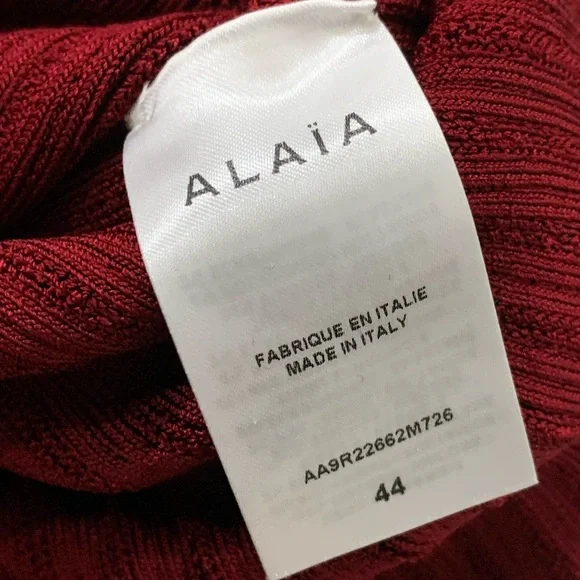 ALAÏA
FABRIQUE EN ITALIE
MADE IN ITALY
AA9R22662M726
44